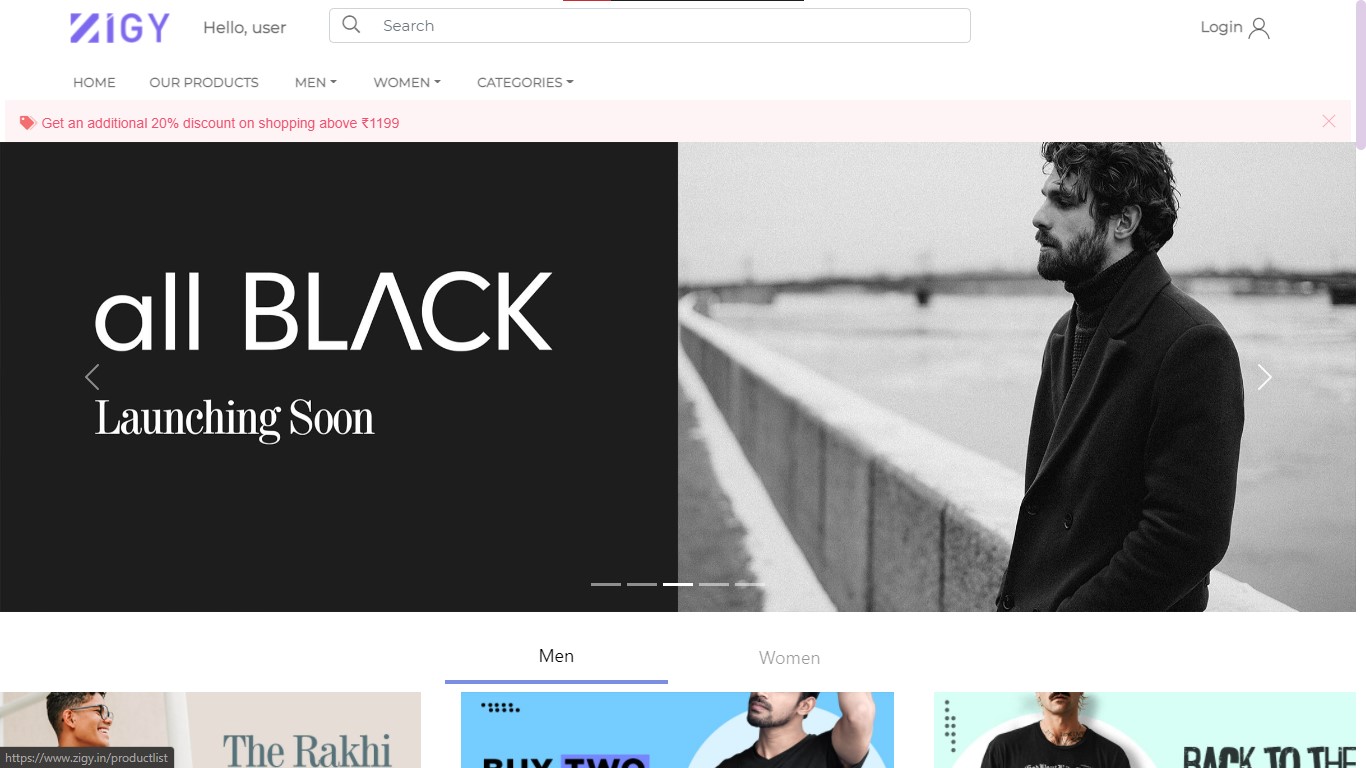 ZIGY
Hello, user
Search
Login
HOME
OUR PRODUCTS
MEN
WOMEN
CATEGORIES
Get an additional 20% discount on shopping above ₹1199
all BLACK
Launching Soon
Men
Women
The Rakhi
BUY TWO
BACK TO THE
https://www.zigy.in/productlist